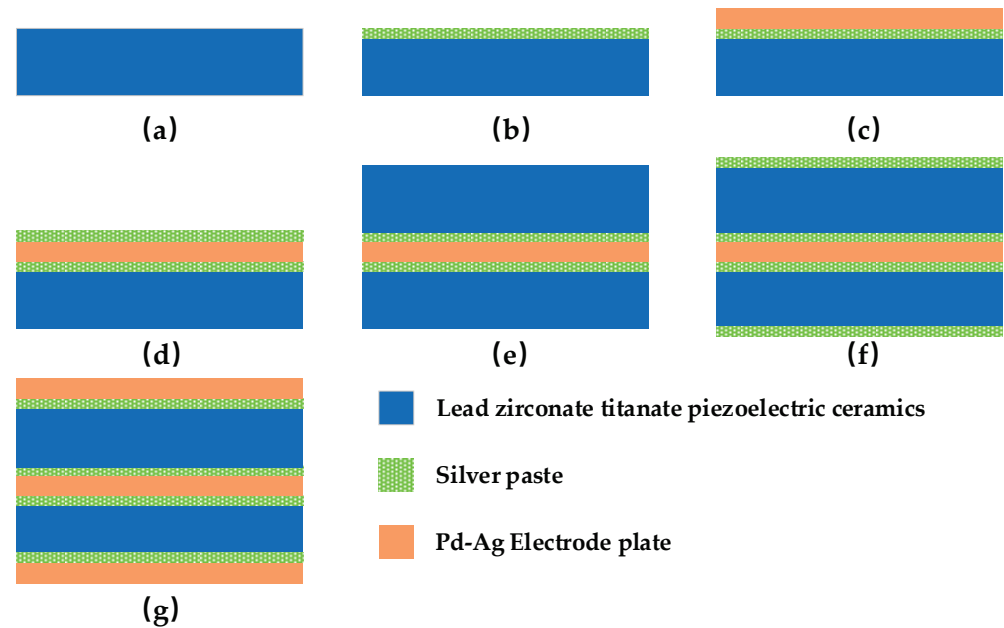 (a)
(b)
(c)
(d)
(e)
(f)
(g)
Lead zirconate titanate piezoelectric ceramics
Silver paste
Pd-Ag Electrode plate